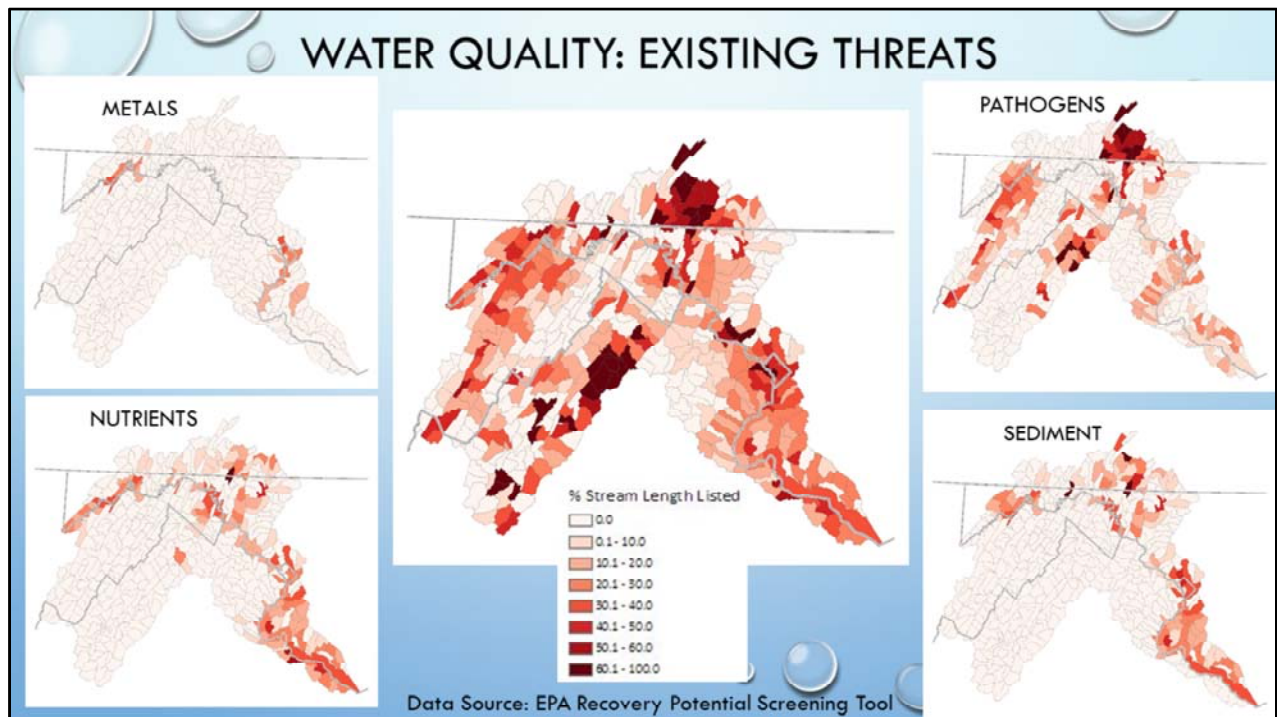 WATER QUALITY: EXISTING THREATS
METALS
PATHOGENS
NUTRIENTS
SEDIMENT
% Stream Length Listed
0.0
0.1 - 10.0
10.1 - 20.0
20.1 - 30.0
30.1 - 40.0
40.1 - 50.0
50.1 - 60.0
60.1 - 100.0
Data Source: EPA Recovery Potential Screening Tool